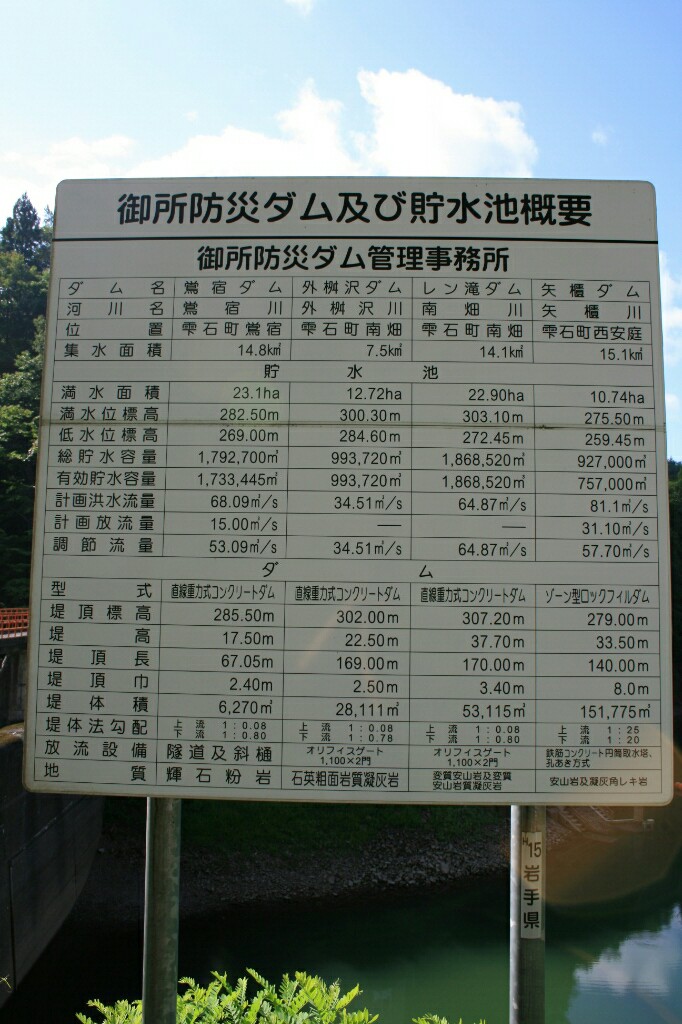 御所防災ダム及び貯水池概要
御所防災ダム管理事務所
ダム名 鶯宿ダム 外桝沢ダム レン滝ダム 矢櫃ダム
河川名 鶯宿川 外桝沢川 南畑川 矢櫃川
位置 雫石町鶯宿 雫石町南畑 雫石町南畑 雫石町西安庭
集水面積 14.8k㎡ 7.5k㎡ 14.1k㎡ 15.1k㎡
貯水池
満水面積 23.1ha 12.72ha 22.90ha 10.74ha
満水位標高 282.50m 300.30m 303.10m 275.50m
低水位標高 269.00m 284.60m 272.45m 259.45m
総貯水容量 1,792,700㎥ 993,720㎥ 1,868,520㎥ 927,000㎥
有効貯水容量 1,733,445㎥ 993,720㎥ 1,868,520㎥ 757,000㎥
計画洪水流量 68.09㎥/s 34.51㎥/s 64.87㎥/s 81.1㎥/s
計画放流量 15.00㎥/s ― ― 31.10㎥/s
調節流量 53.09㎥/s 34.51㎥/s 64.87㎥/s 57.70㎥/s
ダム
型式 直線重力式コンクリートダム 直線重力式コンクリートダム 直線重力式コンクリートダム ゾーン型ロックフィルダム
堤頂標高 285.50m 302.00m 307.20m 279.00m
堤高 17.50m 22.50m 37.70m 33.50m
堤頂長 67.05m 169.00m 170.00m 140.00m
堤頂巾 2.40m 2.50m 3.40m 8.0m
堤体積 6,270㎥ 28,111㎥ 53,115㎥ 151,775㎥
堤体法勾配 上流 1:0.08 上流 1:0.08 上流 1:0.08 上流 1:25
下流 1:0.80 下流 1:0.78 下流 1:0.80 下流 1:20
放流設備 隧道及斜樋 オリフィスゲート オリフィスゲート 鉄筋コンクリート円筒取水塔、
1,100×2門 1,100×2門 孔あき方式
地質 輝石粉岩 石英粗面岩質凝灰岩 変質安山岩及変質 安山岩及凝灰角レキ岩
安山岩質凝灰岩
H15
岩手県